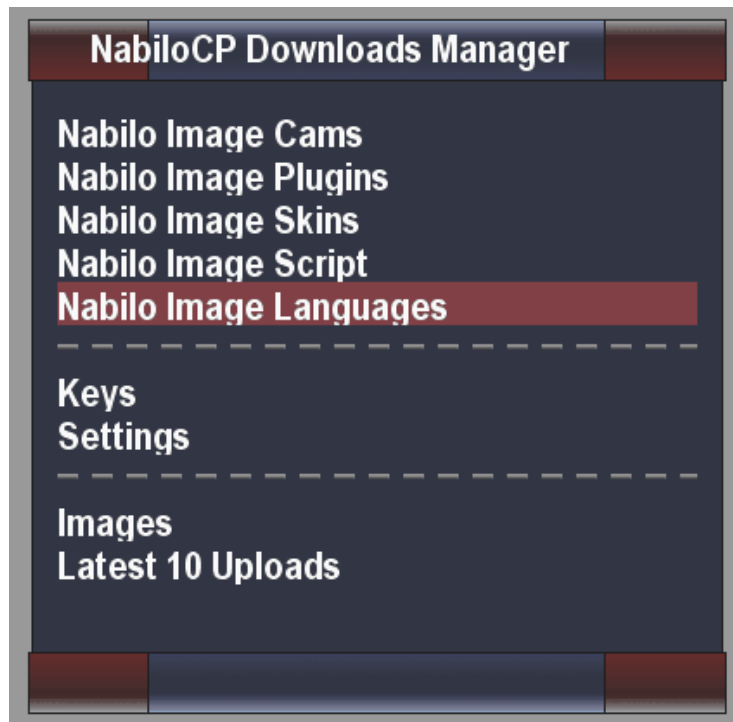 NabiloCP Downloads Manager
Nabilo Image Cams
Nabilo Image Plugins
Nabilo Image Skins
Nabilo Image Script
Nabilo Image Languages
Keys
Settings
Images
Latest 10 Uploads